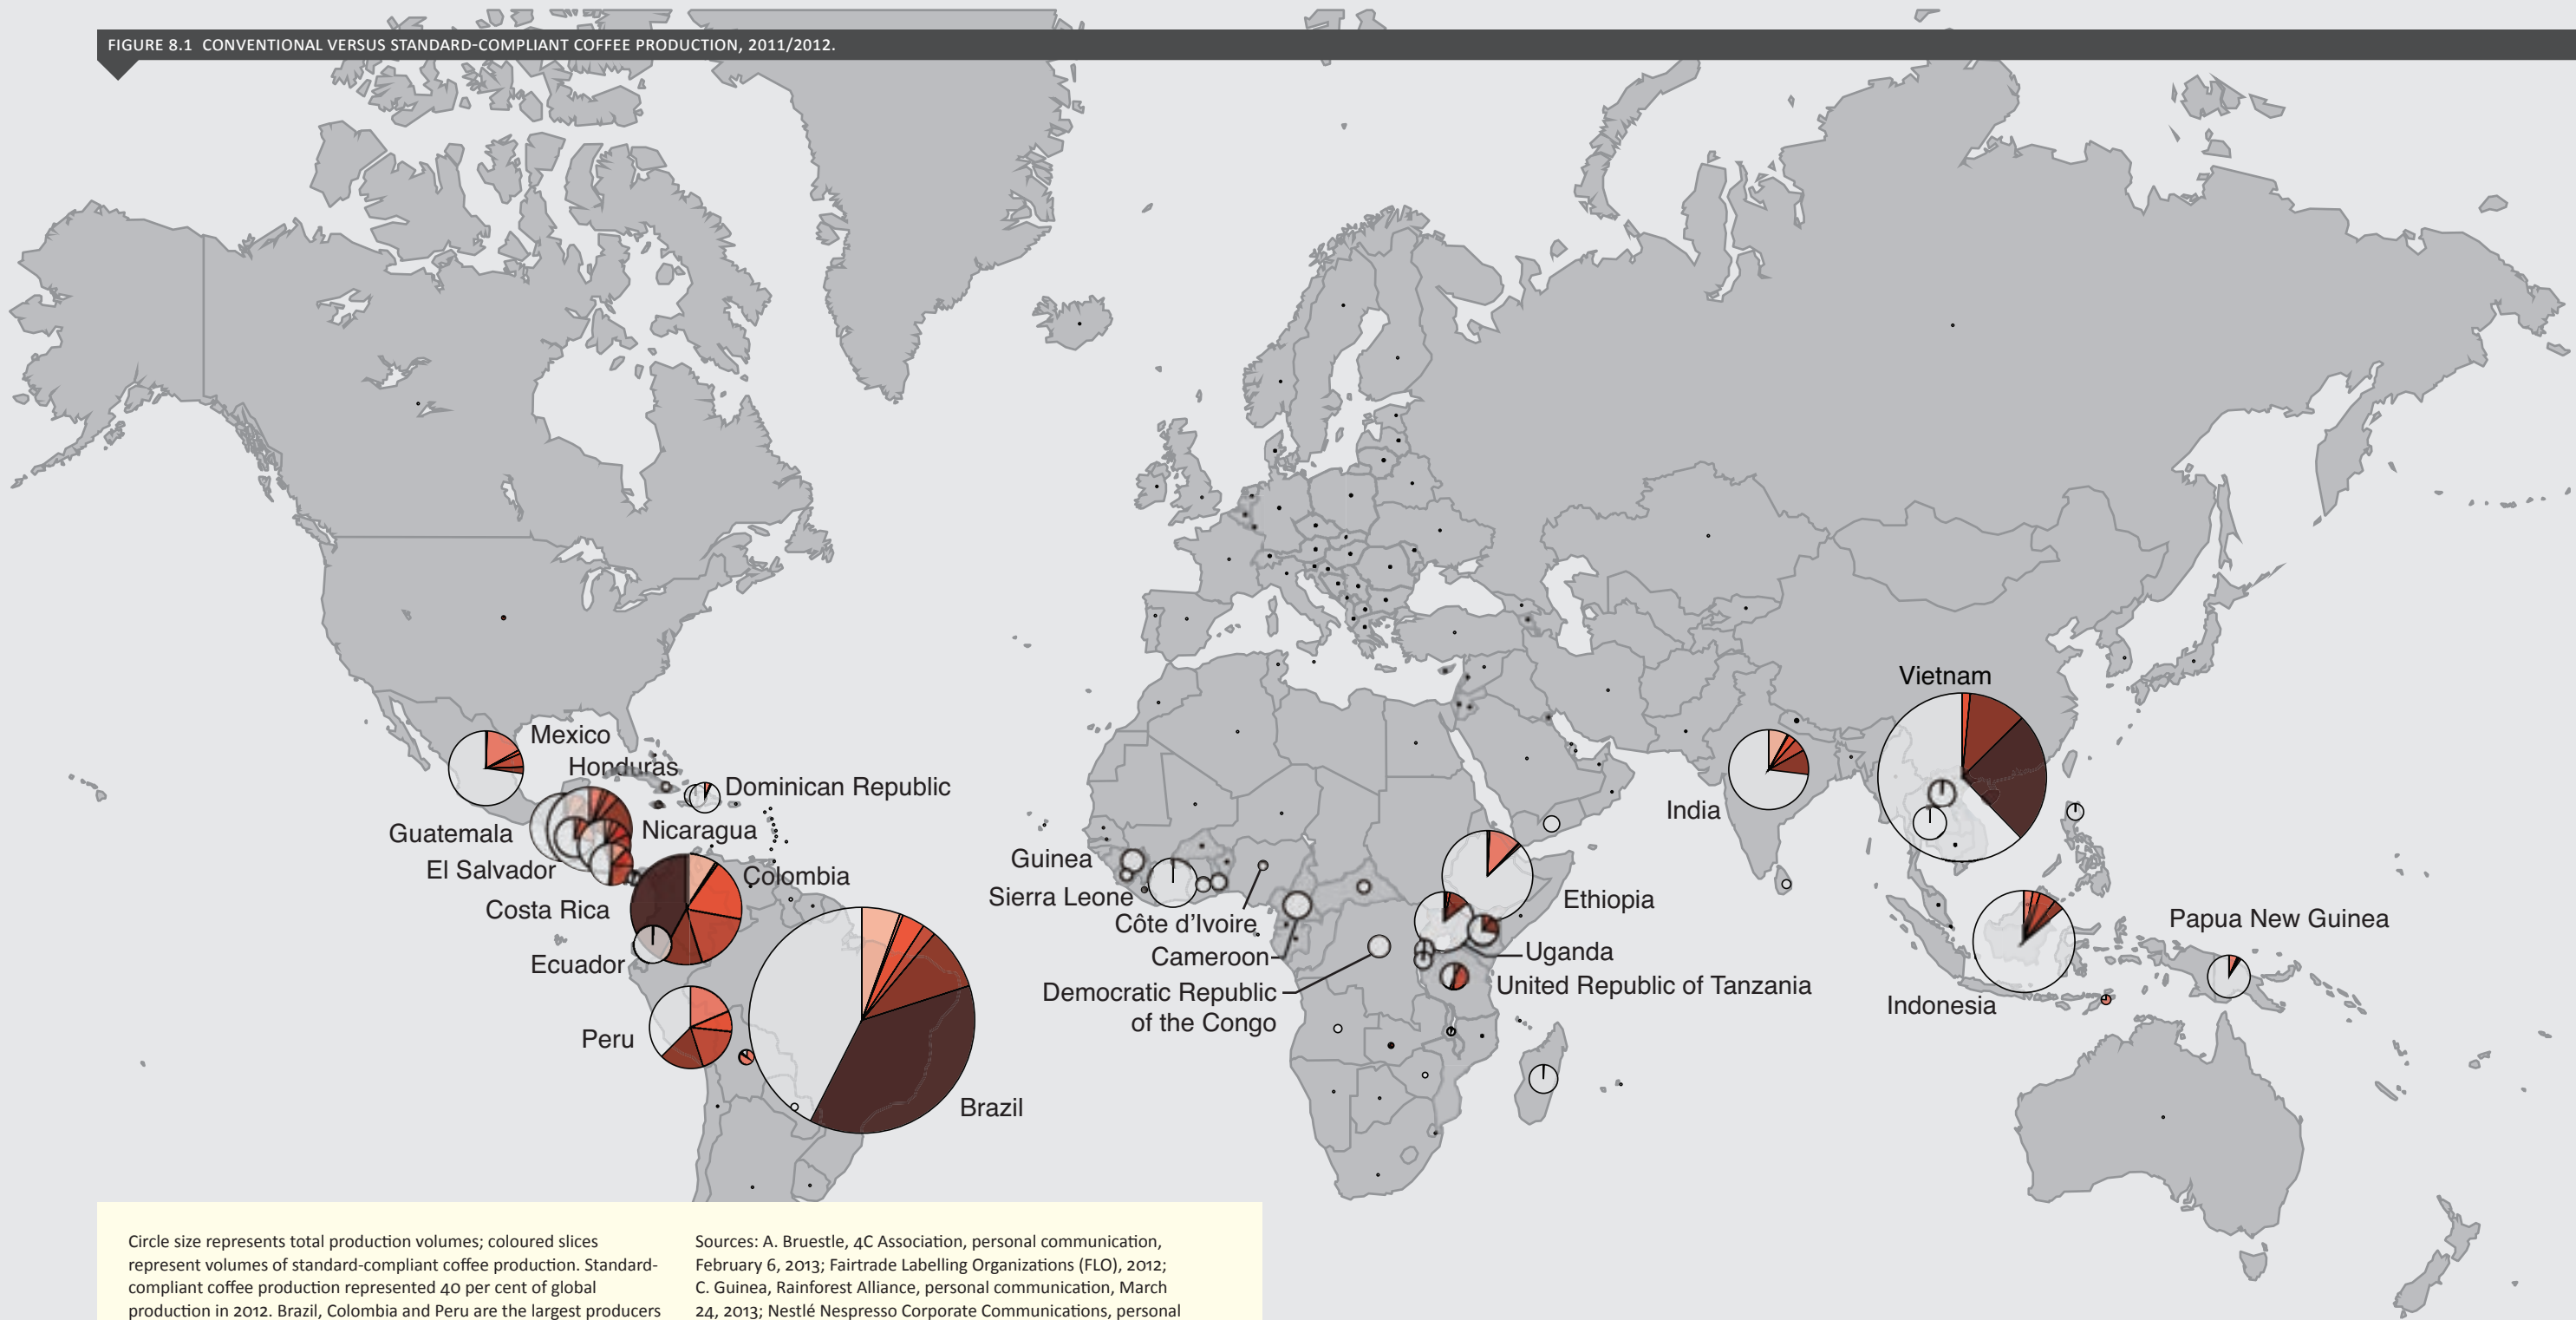 FIGURE 8.1 CONVENTIONAL VERSUS STANDARD-COMPLIANT COFFEE PRODUCTION, 2011/2012.
Vietnam
Mexico
Honduras
Dominican Republic
India
Guatemala
Nicaragua
El Salvador
Colombia
Guinea
Sierra Leone
Ethiopia
Costa Rica
Côte d'Ivoire
Papua New Guinea
Ecuador
Cameroon
Uganda
Democratic Republic
of the Congo
United Republic of Tanzania
Indonesia
Peru
Brazil
Circle size represents total production volumes; coloured slices
represent volumes of standard-compliant coffee production. Standard-
compliant coffee production represented 40 per cent of global
production in 2012. Brazil, Colombia and Peru are the largest producers
Sources: A. Bruestle, 4C Association, personal communication,
February 6, 2013; Fairtrade Labelling Organizations (FLO), 2012;
C. Guinea, Rainforest Alliance, personal communication, March
24, 2013; Nestlé Nespresso Corporate Communications, personal